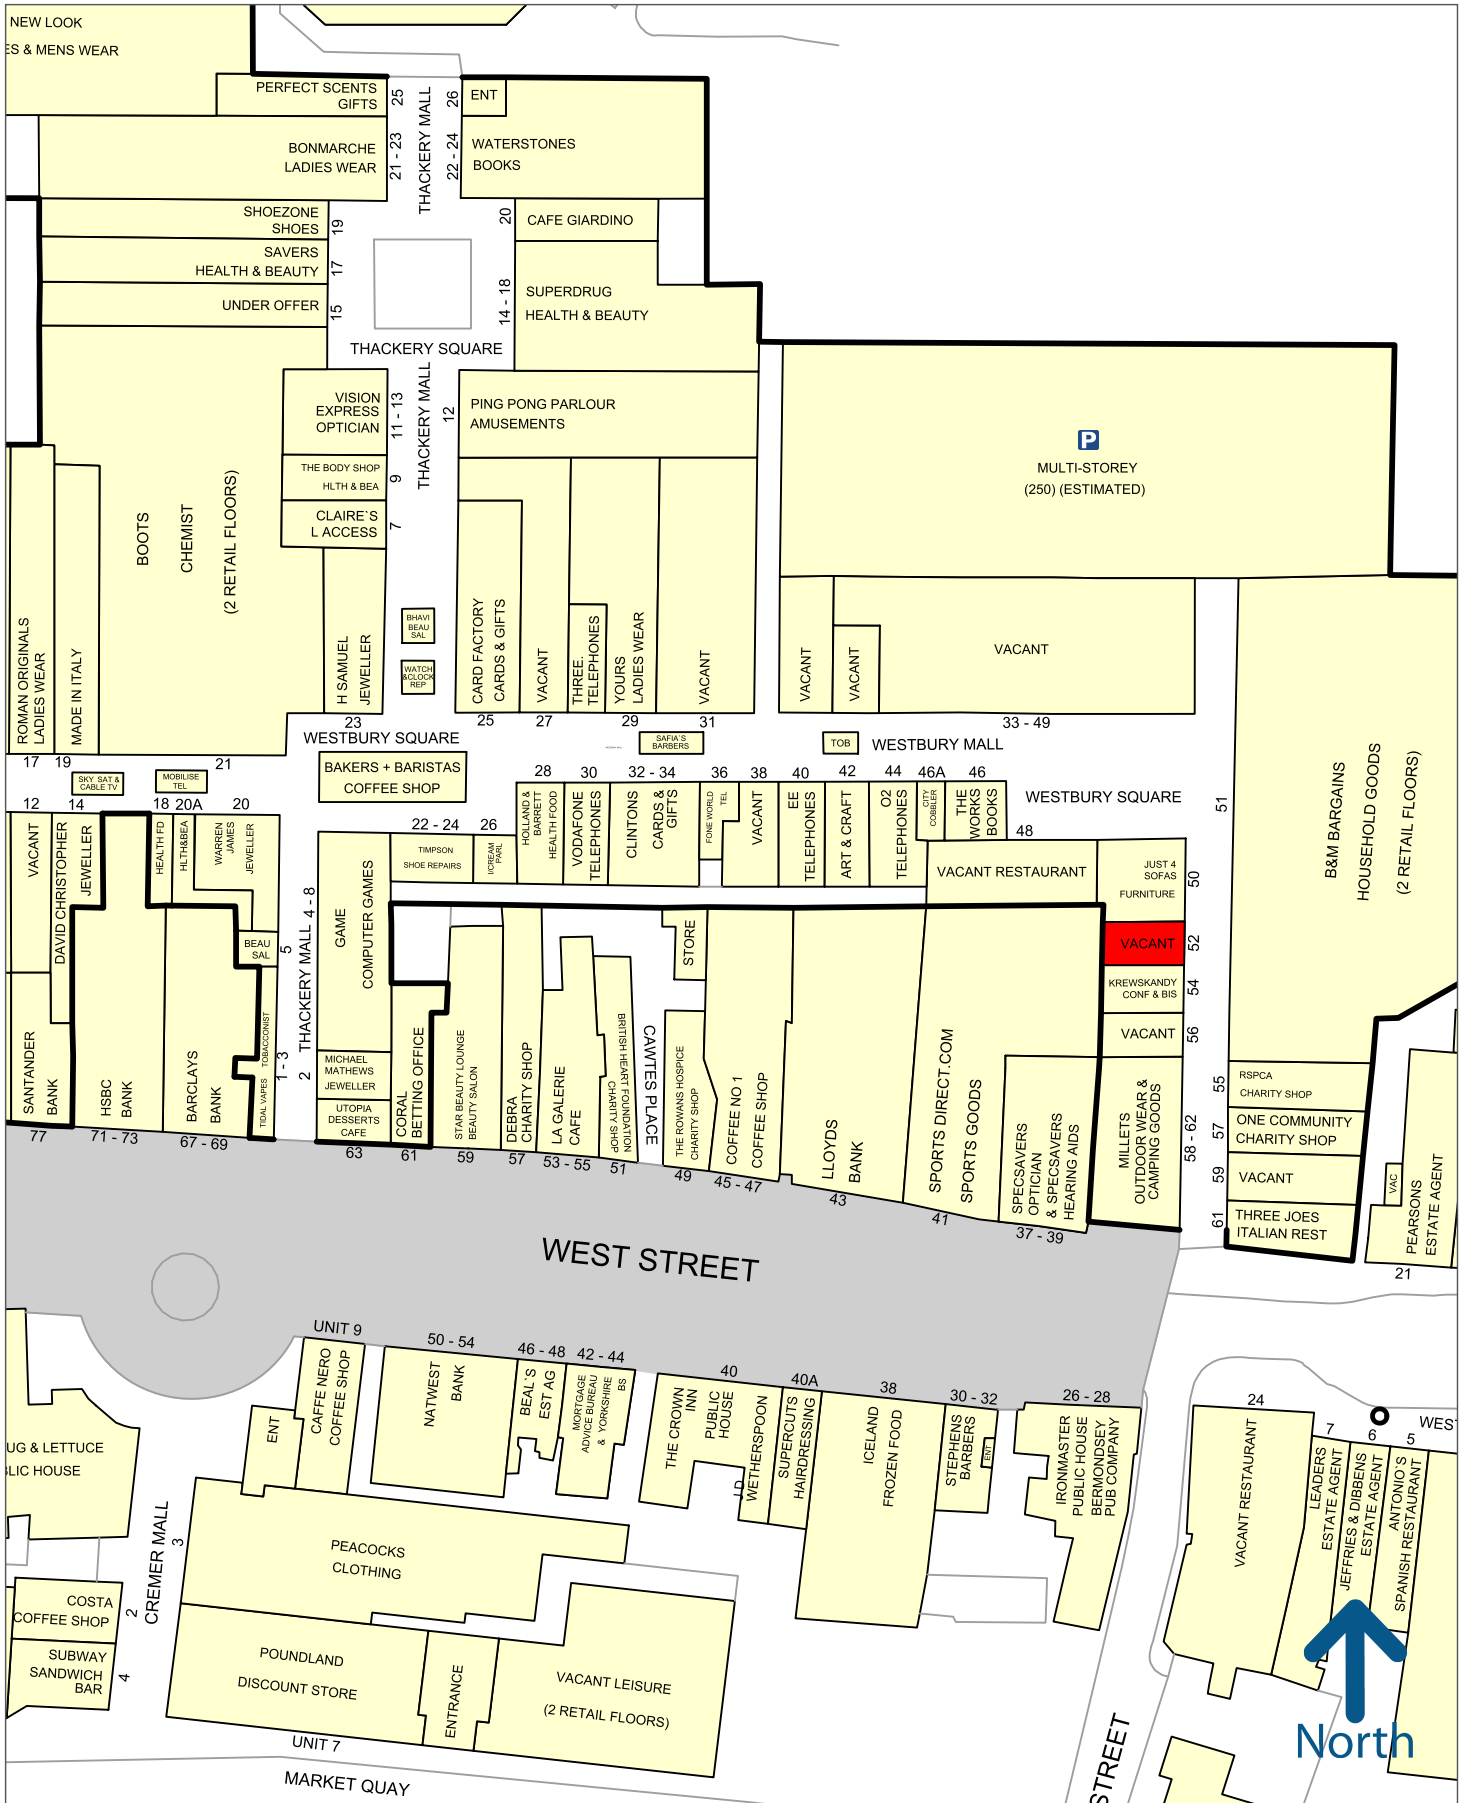 NEW LOOK
ES & MENS WEAR
PERFECT SCENTS
GIFTS
25
THACKERY MALL
26
ENT
BONMARCHE
LADIES WEAR
21 - 23
22 - 24
WATERSTONES
BOOKS
SHOEZONE
SHOES
19
20
CAFE GIARDINO
SAVERS
HEALTH & BEAUTY
17
UNDER OFFER
15
14 - 18
SUPERDRUG
HEALTH & BEAUTY
THACKERY SQUARE
VISION
EXPRESS
OPTICIAN
11 - 13
THACKERY MALL
12
PING PONG PARLOUR
AMUSEMENTS
P
MULTI-STOREY
(250) (ESTIMATED)
THE BODY SHOP
HLTH & BEA
9
CLAIRE`S
L ACCESS
7
BOOTS
CHEMIST
(2 RETAIL FLOORS)
ROMAN ORIGINALS
LADIES WEAR
MADE IN ITALY
H SAMUEL
JEWELLER
BHAVI
BEAU
SAL
WATCH
&CLOCK
REP
CARD FACTORY
CARDS & GIFTS
VACANT
THREE.
TELEPHONES
YOURS
LADIES WEAR
VACANT
VACANT
VACANT
VACANT
17
19
21
23
25
27
29
31
33 - 49
WESTBURY SQUARE
SAFIA`S
BARBERS
TOB
WESTBURY MALL
SKY SAT &
CABLE TV
MOBILISE
TEL
BAKERS + BARISTAS
COFFEE SHOP
B&M BARGAINS
HOUSEHOLD GOODS
(2 RETAIL FLOORS)
51
12
14
18
20A
20
28
30
32 - 34
36
38
40
42
44
46A
46
WESTBURY SQUARE
VACANT
DAVID CHRISTOPHER
JEWELLER
HEALTH FD
HLTH&BEA
WARREN
JAMES
JEWELLER
22 - 24
26
TIMPSON
SHOE REPAIRS
I/CREAM
PARL
HOLLAND &
BARRETT
HEALTH FOOD
VODAFONE
TELEPHONES
CLINTONS
CARDS &
GIFTS
FONE WORLD
TEL
VACANT
EE
TELEPHONES
ART & CRAFT
O2
TELEPHONES
CITY
COBBLER
THE
WORKS
BOOKS
48
VACANT RESTAURANT
JUST 4
SOFAS
FURNITURE
50
GAME
COMPUTER GAMES
THACKERY MALL 4 - 8
BEAU
SAL
5
STORE
VACANT
52
KREWSKANDY
CONF & BIS
54
VACANT
56
SANTANDER
BANK
HSBC
BANK
BARCLAYS
BANK
TIDAL VAPES TOBACCONIST
1 - 3
2
MICHAEL
MATHEWS
JEWELLER
UTOPIA
DESSERTS
CAFE
CORAL
BETTING OFFICE
STAR BEAUTY LOUNGE
BEAUTY SALON
DEBRA
CHARITY SHOP
LA GALERIE
CAFE
BRITISH HEART FOUNDATION
CHARITY SHOP
CAWTES PLACE
THE ROWANS HOSPICE
CHARITY SHOP
COFFEE NO 1
COFFEE SHOP
LLOYDS
BANK
SPORTS DIRECT.COM
SPORTS GOODS
SPECSAVERS
OPTICIAN
& SPECSAVERS
HEARING AIDS
MILLETS
OUTDOOR WEAR &
CAMPING GOODS
58 - 62
55
RSPCA
CHARITY SHOP
57
ONE COMMUNITY
CHARITY SHOP
59
VACANT
61
THREE JOES
ITALIAN REST
VAC
PEARSONS
ESTATE AGENT
21
77
71 - 73
67 - 69
63
61
59
57
53 - 55
51
49
45 - 47
43
41
37 - 39
WEST STREET
UNIT 9
50 - 54
46 - 48
42 - 44
40
40A
38
30 - 32
26 - 28
24
7
6
5
WEST
UG & LETTUCE
LIC HOUSE
ENT
CAFFE NERO
COFFEE SHOP
NATWEST
BANK
BEAL`S
EST AG
MORTGAGE
ADVICE BUREAU
& YORKSHIRE
BS
THE CROWN
INN
PUBLIC
HOUSE
J D
WETHERSPOON
SUPERCUTS
HAIRDRESSING
ICELAND
FROZEN FOOD
STEPHENS
BARBERS
ENT
IRONMASTER
PUBLIC HOUSE
BERMONDSEY
PUB COMPANY
VACANT RESTAURANT
LEADERS
ESTATE AGENT
JEFFRIES & DIBBENS
ESTATE AGENT
ANTONIO'S
SPANISH RESTAURANT
CREMER MALL
3
PEACOCKS
CLOTHING
COSTA
COFFEE SHOP
2
SUBWAY
SANDWICH
BAR
4
POUNDLAND
DISCOUNT STORE
ENTRANCE
VACANT LEISURE
(2 RETAIL FLOORS)
UNIT 7
MARKET QUAY
STREET
North